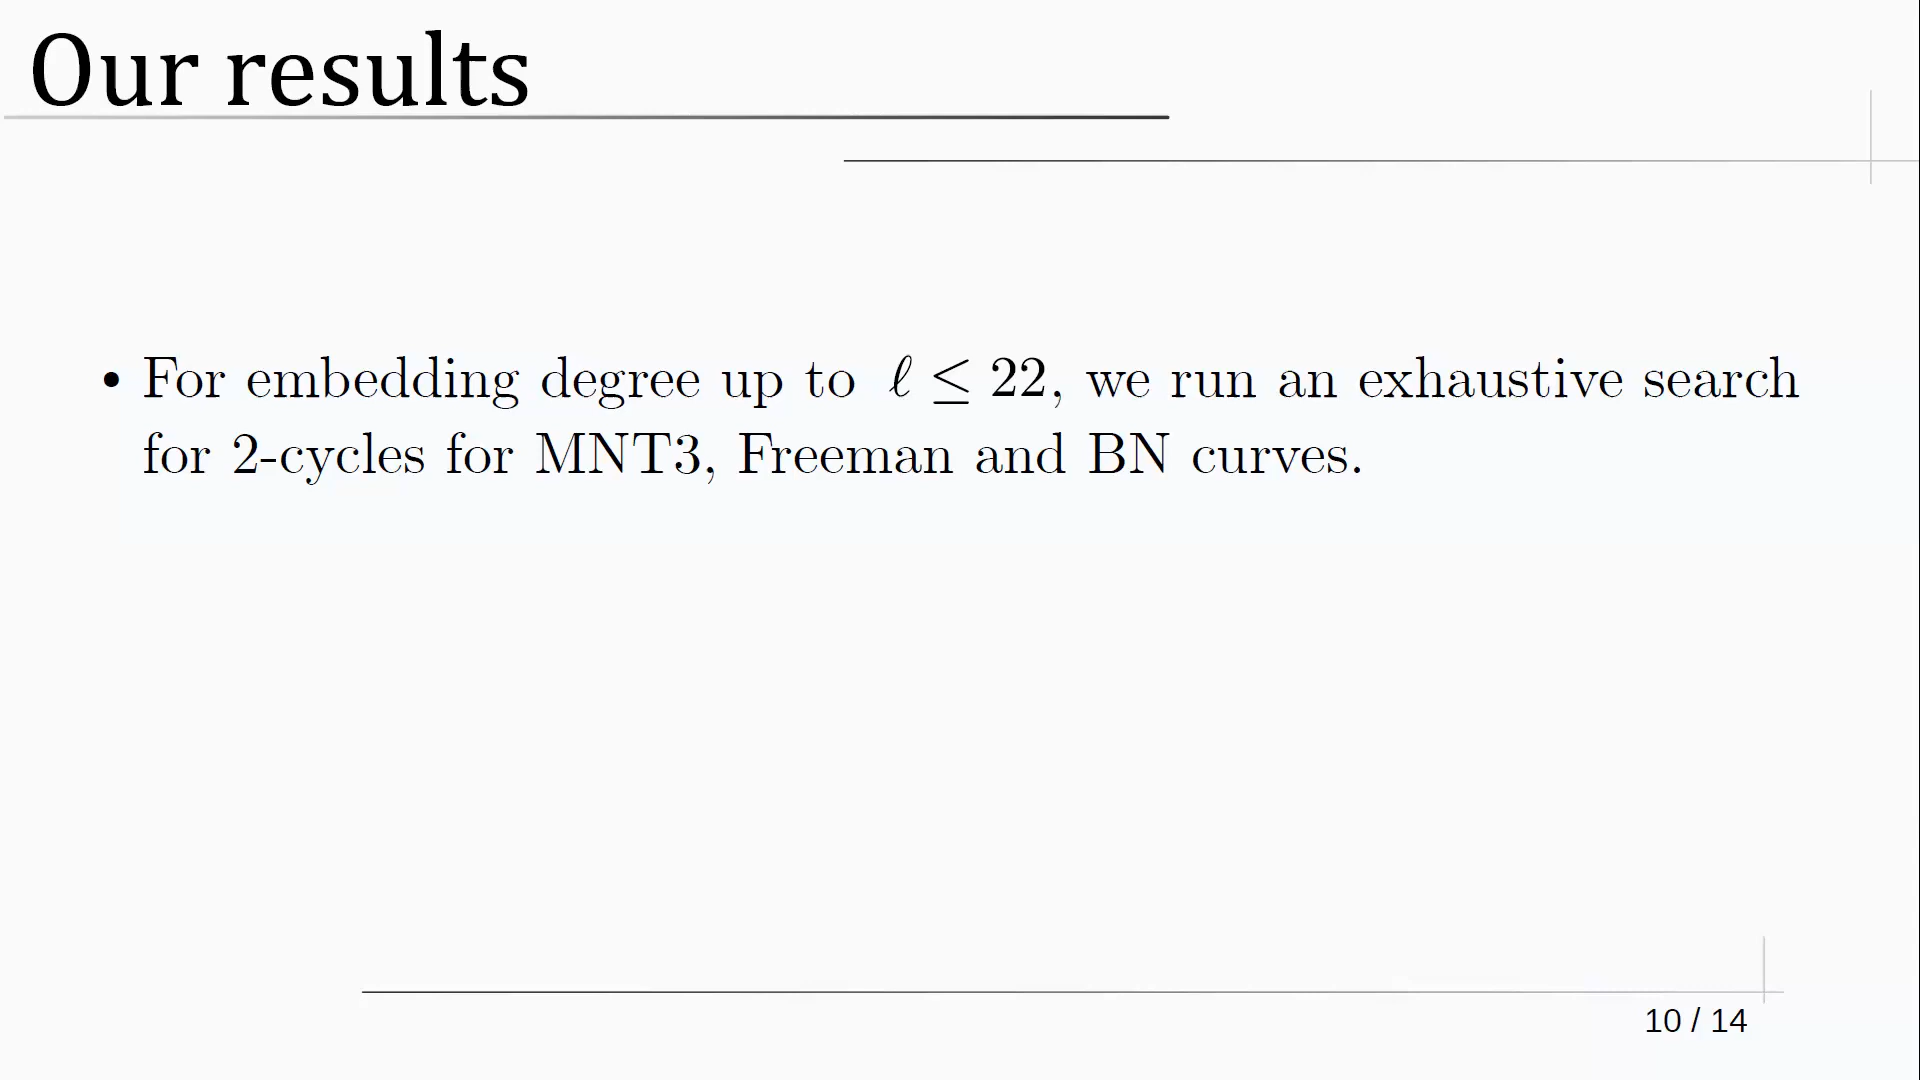 Our results
• For embedding degree up to ℓ ≤ 22, we run an exhaustive search
for 2-cycles for MNT3, Freeman and BN curves.
10 / 14